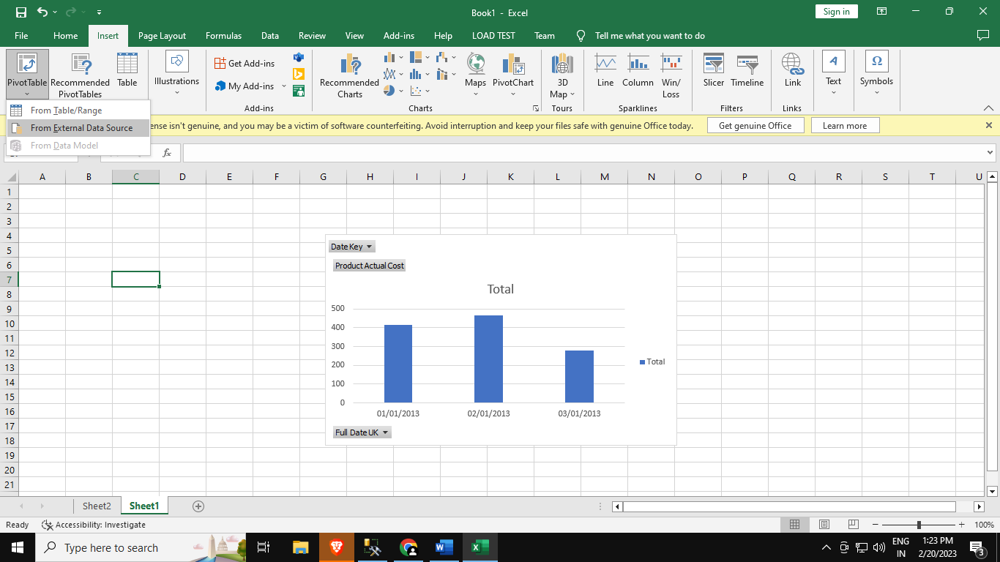 Book1 - Excel
Sign in
File Home Insert Page Layout Formulas Data Review View Add-ins Help LOAD TEST Team Tell me what you want to do
PivotTable
Recommended
PivotTables
Table
Illustrations
Get Add-ins
My Add-ins
Add-ins
Recommended
Charts
Maps
PivotChart
Charts
3D
Map
Tours
Line
Column
Win/
Loss
Sparklines
Slicer
Timeline
Filters
Link
Links
Text
Symbols
From Table/Range
From External Data Source
From Data Model
ense isn't genuine, and you may be a victim of software counterfeiting. Avoid interruption and keep your files safe with genuine Office today.
Get genuine Office
Learn more
fx
A B C D E F G H I J K L M N O P Q R S T U
1
2
3
4
5
6
7
8
9
10
11
12
13
14
15
16
17
18
19
20
21
DateKey
Product Actual Cost
Total
500
400
300
200
100
0
01/01/2013 02/01/2013 03/01/2013
Total
Full Date UK
Sheet2 Sheet1
Ready Accessibility: Investigate
100%
Type here to search
ENG
IN
1:23 PM
2/20/2023
3